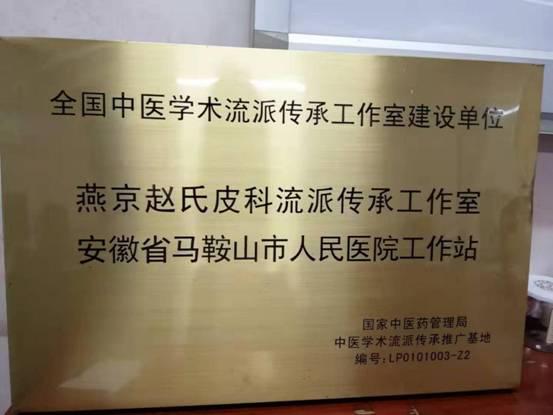 全国中医学术流派传承工作室建设单位
燕京赵氏皮科流派传承工作室
安徽省马鞍山市人民医院工作站
国家中医药管理局
中医学术流派传承推广基地
编号:LP0101003-Z2